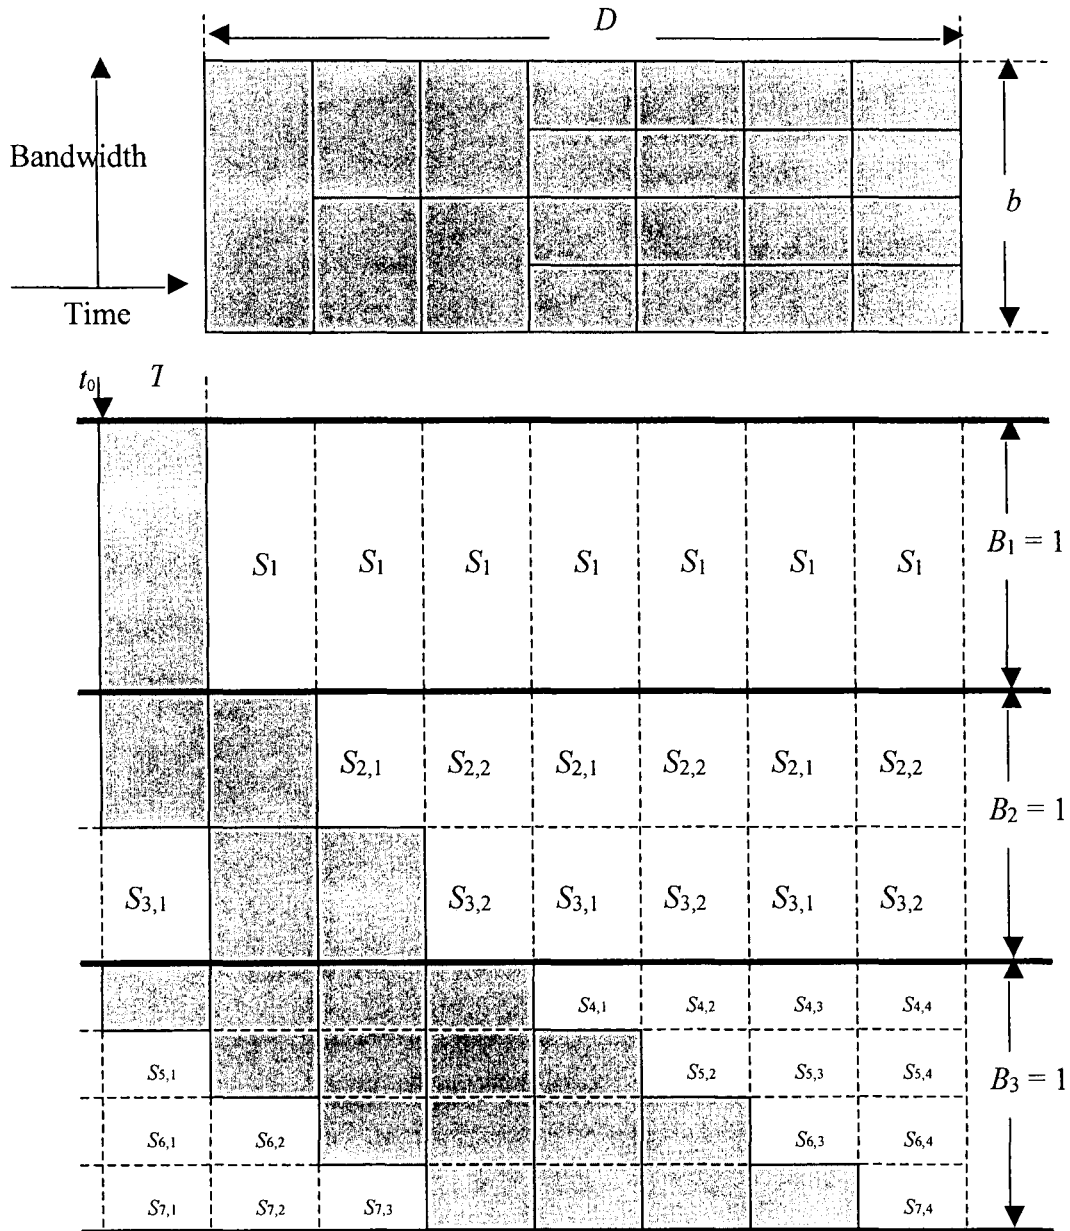 D
Bandwidth
b
Time
t0 T
S1 S1 S1 S1 S1 S1 S1
B1 = 1
S2,1 S2,2 S2,1 S2,2 S2,1 S2,2
B2 = 1
S3,1 S3,2 S3,1 S3,2 S3,1 S3,2
S4,1 S4,2 S4,3 S4,4
S5,1 S5,2 S5,3 S5,4
B3 = 1
S6,1 S6,2 S6,3 S6,4
S7,1 S7,2 S7,3 S7,4